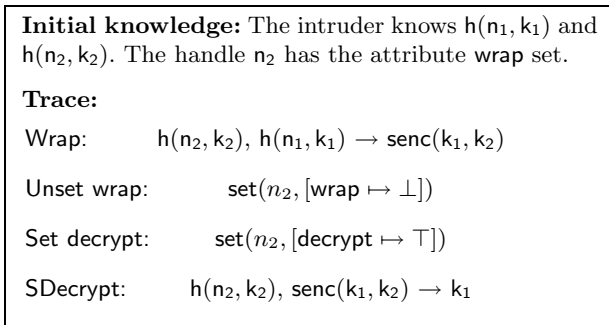 Initial knowledge: The intruder knows h(n₁, k₁) and
h(n₂, k₂). The handle n₂ has the attribute wrap set.
Trace:
Wrap: h(n₂, k₂), h(n₁, k₁) → senc(k₁, k₂)
Unset wrap: set(n₂, [wrap ↦ ⊥])
Set decrypt: set(n₂, [decrypt ↦ ⊤])
SDecrypt: h(n₂, k₂), senc(k₁, k₂) → k₁